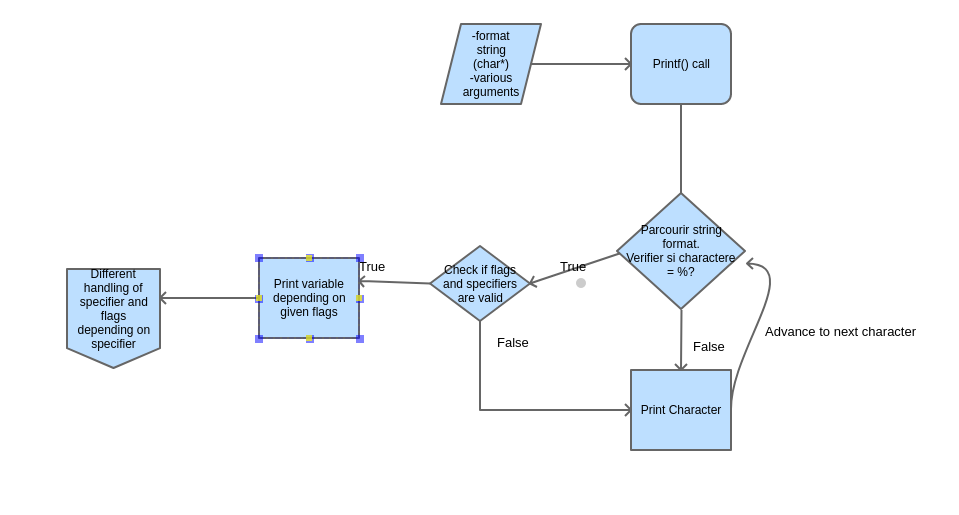 -format
string
(char*)
-various
arguments
Printf() call
Parcourir string
format.
Verifier si charactere
= %?
True
Check if flags
and specifiers
are valid
True
Print variable
depending on
given flags
Different
handling of
specifier and
flags
depending on
specifier
False
False
Print Character
Advance to next character